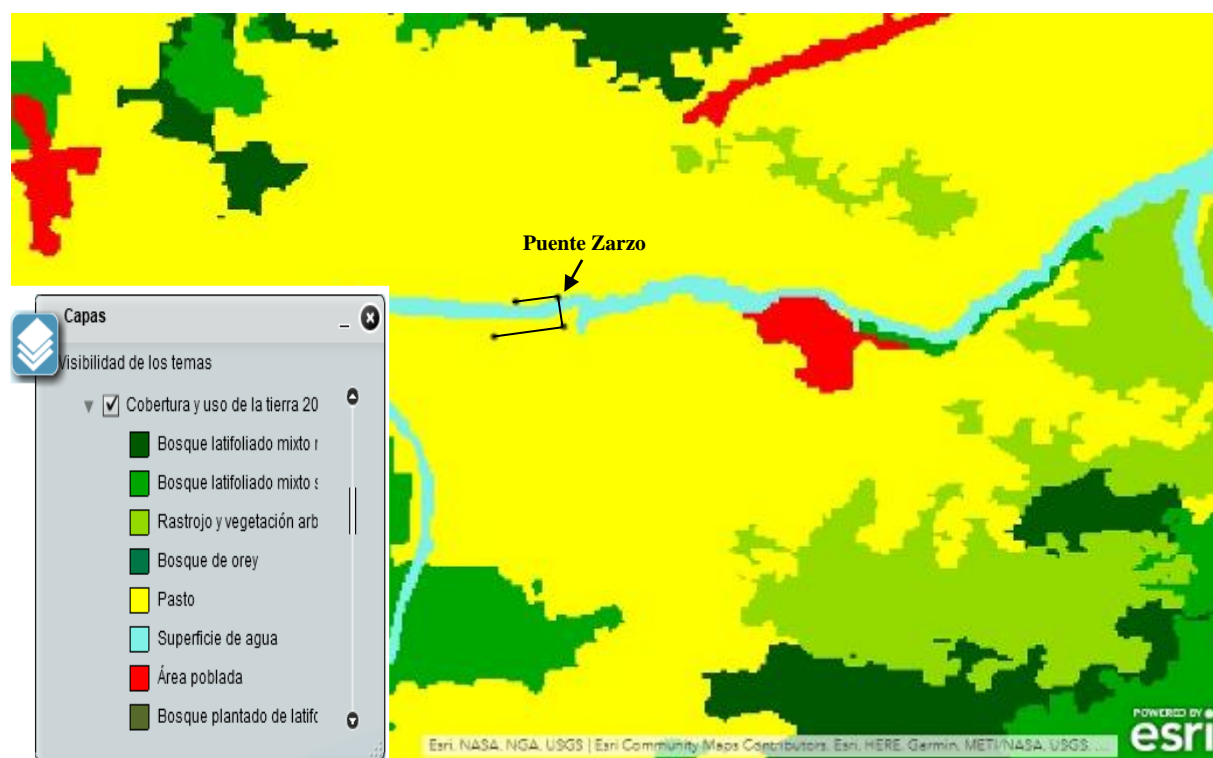 Puente Zarzo
Capas
Visibilidad de los temas
Cobertura y uso de la tierra 20
Bosque latifoliado mixto
Bosque latifoliado mixto
Rastrojo y vegetación arb
Bosque de orey
Pasto
Superficie de agua
Área poblada
Bosque plantado de latifo
POWERED BY
esri
Esri, NASA, NGA, USGS | Esri Community Maps Contributors, Esri, HERE, Garmin, METI/NASA, USGS, ...